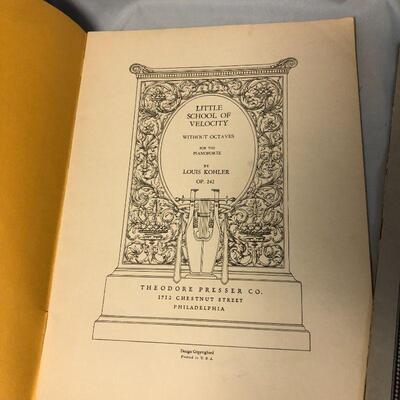 LITTLE
SCHOOL OF
VELOCITY
WITHOUT OCTAVES
FOR THE
PIANOFORTE
BY
LOUIS KOHLER
OP. 242
THEODORE PRESSER CO.
1712 CHESTNUT STREET
PHILADELPHIA
Design Copyrighted
Printed in U.S.A.